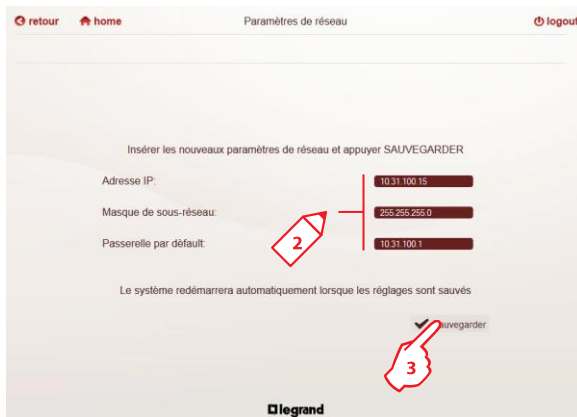 retour home Paramètres de réseau logout
Insérer les nouveaux paramètres de réseau et appuyer SAUVEGARDER
Adresse IP: 10.31.100.15
Masque de sous-réseau: 255.255.255.0
2
Passerelle par dèfault: 10.31.100.1
Le système redémarrera automatiquement lorsque les réglages sont sauvés
auvegarder
3
legrand